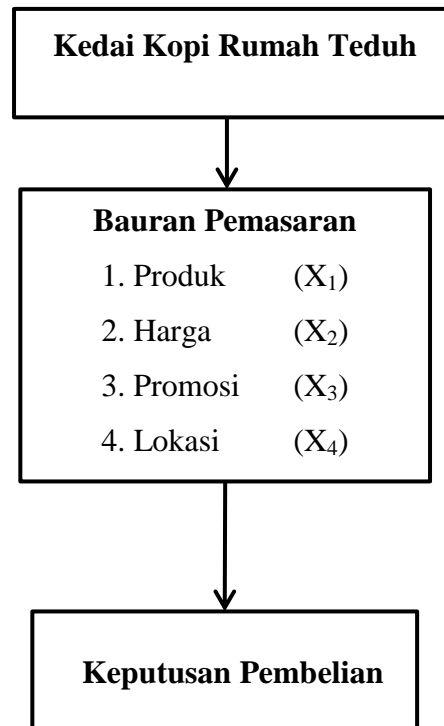 Kedai Kopi Rumah Teduh
Bauran Pemasaran
1. Produk (X₁)
2. Harga (X₂)
3. Promosi (X₃)
4. Lokasi (X₄)
Keputusan Pembelian